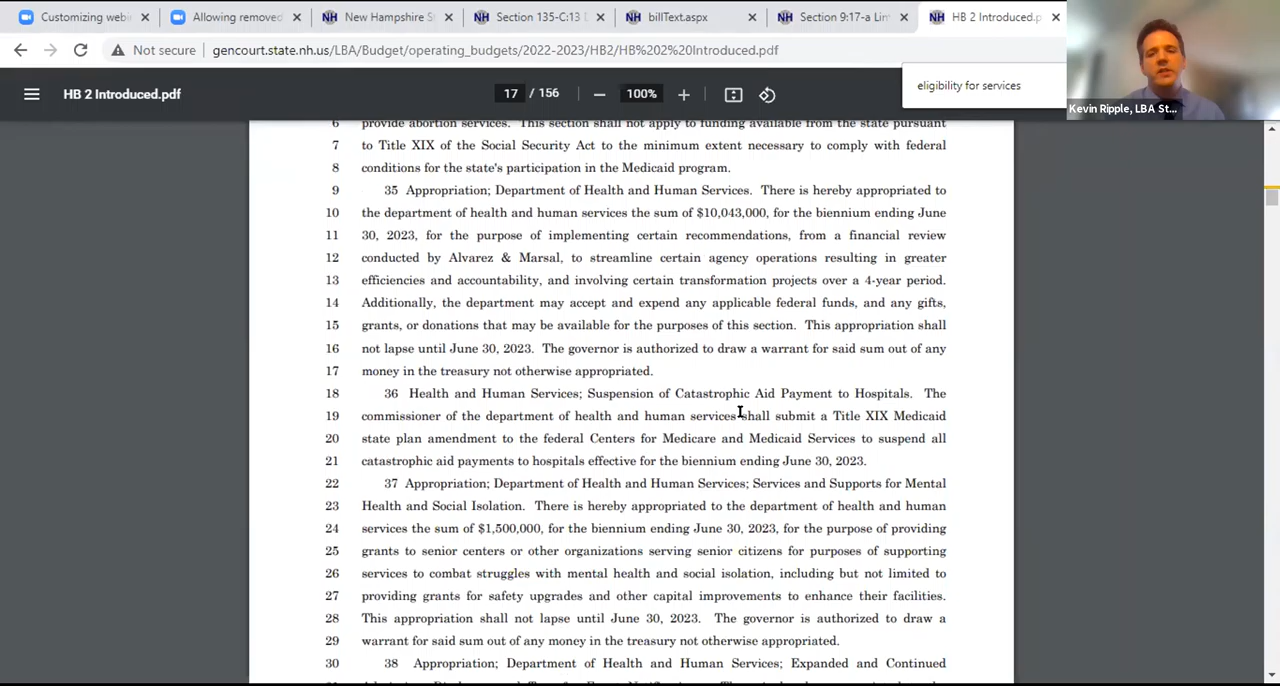 Customizing webi
Allowing removed
New Hampshire S
Section 135-C:13 I
billText.aspx
Section 9:17-a Lim
HB 2 Introduced.p
Not secure
gencourt.state.nh.us/LBA/Budget/operating_budgets/2022-2023/HB2/HB%202%20Introduced.pdf
eligibility for services
HB 2 Introduced.pdf
17 / 156
100%
Kevin Ripple, LBA St...
6 provide abortion services. This section shall not apply to funding available from the state pursuant
7 to Title XIX of the Social Security Act to the minimum extent necessary to comply with federal
8 conditions for the state's participation in the Medicaid program.
9 35 Appropriation; Department of Health and Human Services. There is hereby appropriated to
10 the department of health and human services the sum of $10,043,000, for the biennium ending June
11 30, 2023, for the purpose of implementing certain recommendations, from a financial review
12 conducted by Alvarez & Marsal, to streamline certain agency operations resulting in greater
13 efficiencies and accountability, and involving certain transformation projects over a 4-year period.
14 Additionally, the department may accept and expend any applicable federal funds, and any gifts,
15 grants, or donations that may be available for the purposes of this section. This appropriation shall
16 not lapse until June 30, 2023. The governor is authorized to draw a warrant for said sum out of any
17 money in the treasury not otherwise appropriated.
18 36 Health and Human Services; Suspension of Catastrophic Aid Payment to Hospitals. The
19 commissioner of the department of health and human services shall submit a Title XIX Medicaid
20 state plan amendment to the federal Centers for Medicare and Medicaid Services to suspend all
21 catastrophic aid payments to hospitals effective for the biennium ending June 30, 2023.
22 37 Appropriation; Department of Health and Human Services; Services and Supports for Mental
23 Health and Social Isolation. There is hereby appropriated to the department of health and human
24 services the sum of $1,500,000, for the biennium ending June 30, 2023, for the purpose of providing
25 grants to senior centers or other organizations serving senior citizens for purposes of supporting
26 services to combat struggles with mental health and social isolation, including but not limited to
27 providing grants for safety upgrades and other capital improvements to enhance their facilities.
28 This appropriation shall not lapse until June 30, 2023. The governor is authorized to draw a
29 warrant for said sum out of any money in the treasury not otherwise appropriated.
30 38 Appropriation; Department of Health and Human Services; Expanded and Continued